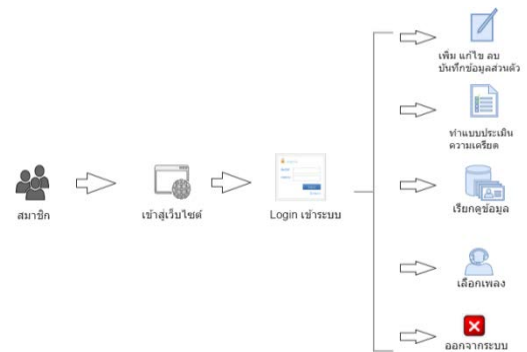 เพิ่ม แก้ไข ลบ
บันทึกข้อมูลส่วนตัว
ทำแบบประเมิน
ความเครียด
สมาชิก
เข้าสู่เว็บไซต์
Login เข้าระบบ
เรียกดูข้อมูล
เลือกเพลง
ออกจากระบบ